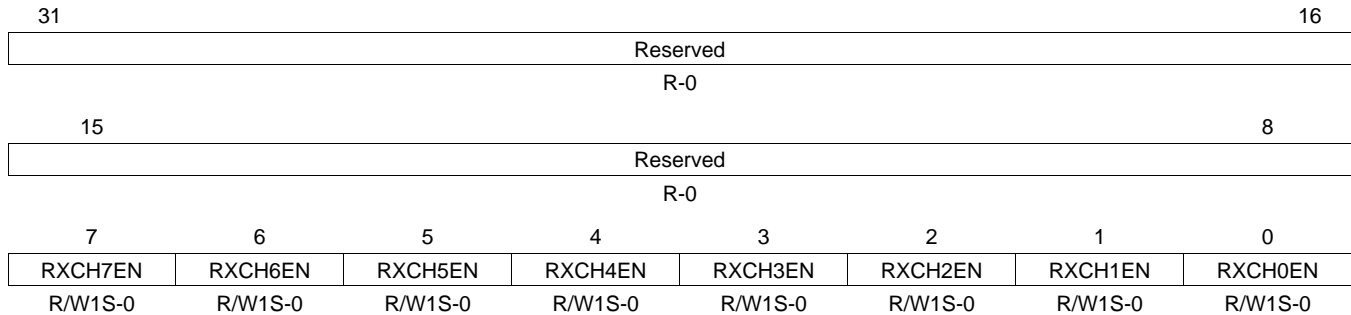 31 16
Reserved
R-0
15 8
Reserved
R-0
7 6 5 4 3 2 1 0
RXCH7EN RXCH6EN RXCH5EN RXCH4EN RXCH3EN RXCH2EN RXCH1EN RXCH0EN
R/W1S-0 R/W1S-0 R/W1S-0 R/W1S-0 R/W1S-0 R/W1S-0 R/W1S-0 R/W1S-0